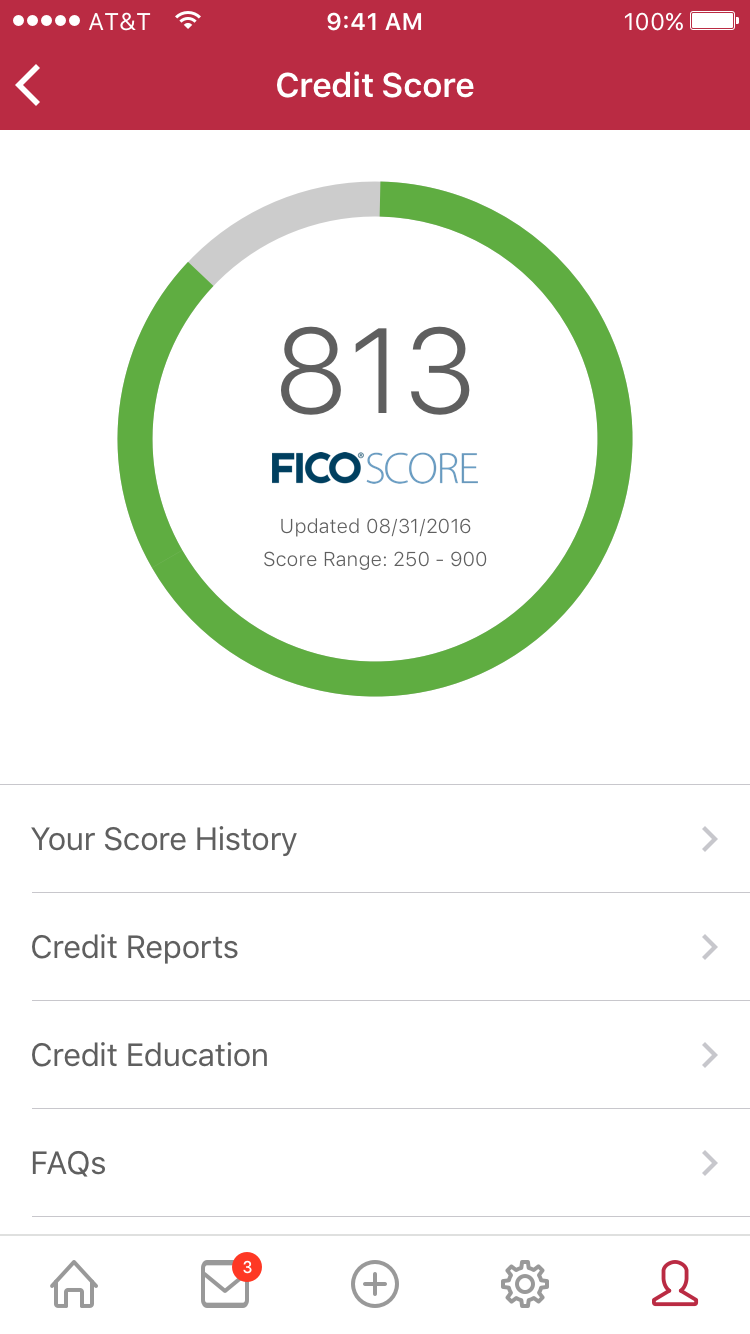 AT&T 9:41 AM 100%
Credit Score
813
FICO® SCORE
Updated 08/31/2016
Score Range: 250 - 900
Your Score History
Credit Reports
Credit Education
FAQs
3